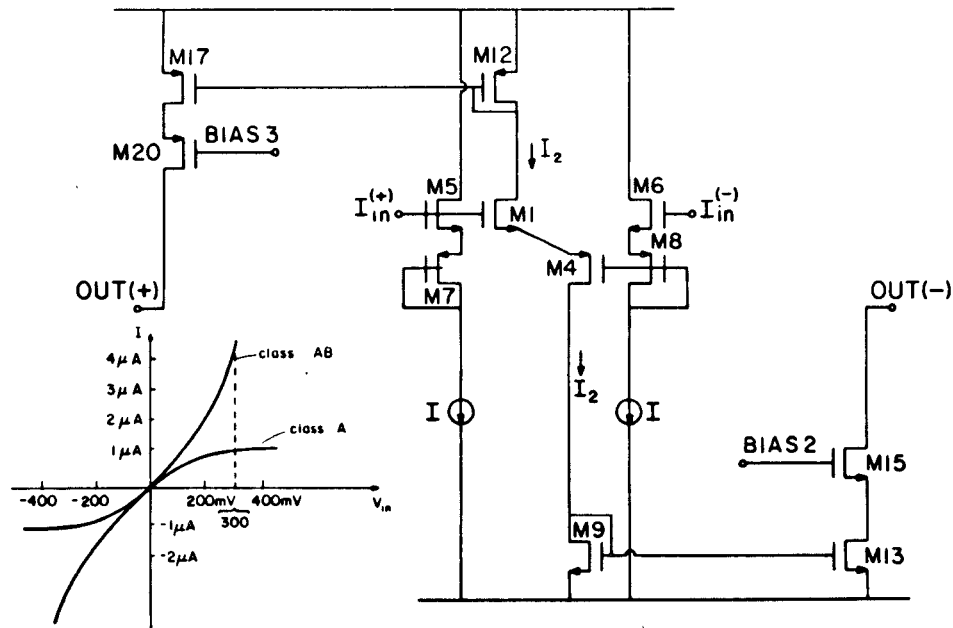 M17
M12
BIAS 3
M20
I₂
M5
M6
Iin(+)
M1
Iin(-)
M8
M4
M7
OUT(+)
OUT(-)
I
4μA
class AB
3μA
2μA
class A
1μA
-400
-200
200mV
400mV
Vin
300
-1μA
-2μA
I
I₂
I
BIAS 2
M15
M9
M13